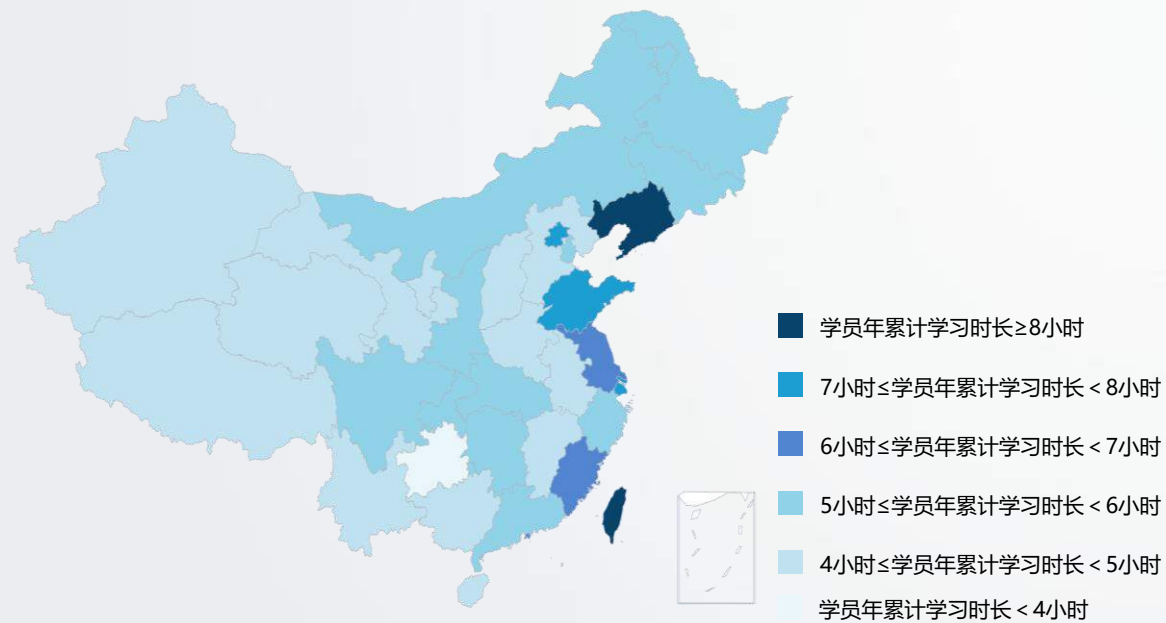 学员年累计学习时长≥8小时
7小时≤学员年累计学习时长＜8小时
6小时≤学员年累计学习时长＜7小时
5小时≤学员年累计学习时长＜6小时
4小时≤学员年累计学习时长＜5小时
学员年累计学习时长＜4小时